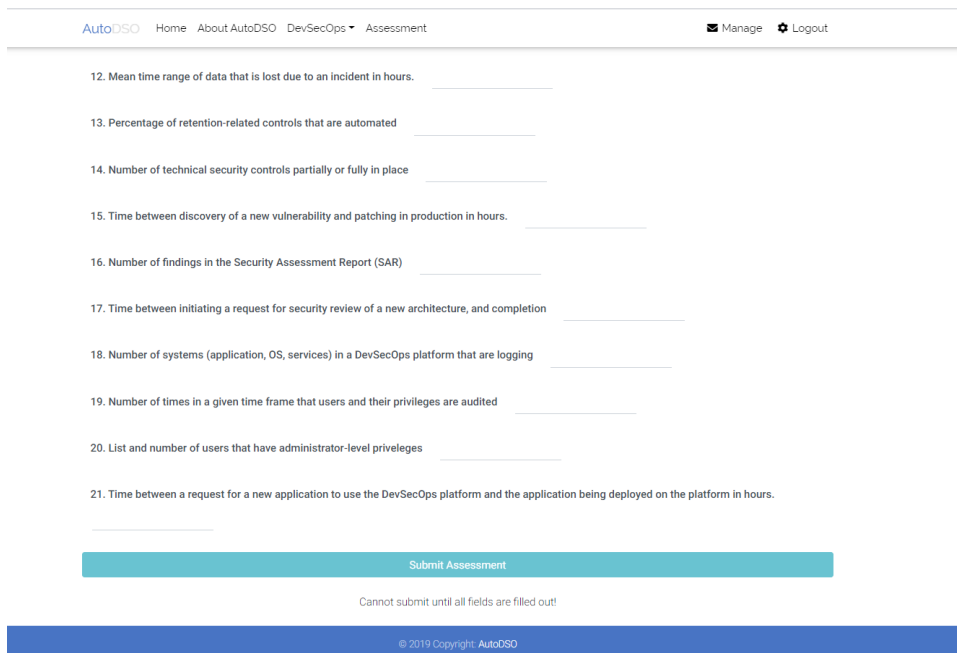 AutoDSO Home About AutoDSO DevSecOps Assessment Manage Logout
12. Mean time range of data that is lost due to an incident in hours.
13. Percentage of retention-related controls that are automated
14. Number of technical security controls partially or fully in place
15. Time between discovery of a new vulnerability and patching in production in hours.
16. Number of findings in the Security Assessment Report (SAR)
17. Time between initiating a request for security review of a new architecture, and completion
18. Number of systems (application, OS, services) in a DevSecOps platform that are logging
19. Number of times in a given time frame that users and their privileges are audited
20. List and number of users that have administrator-level priveleges
21. Time between a request for a new application to use the DevSecOps platform and the application being deployed on the platform in hours.
Submit Assessment
Cannot submit until all fields are filled out!
© 2019 Copyright: AutoDSO